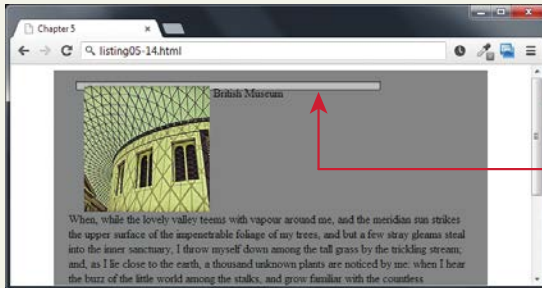 Chapter 5
listing05-14.html
British Museum
When, while the lovely valley teems with vapour around me, and the meridian sun strikes
the upper surface of the impenetrable foliage of my trees, and but a few stray gleams steal
into the inner sanctuary, I throw myself down among the tall grass by the trickling stream;
and, as I lie close to the earth, a thousand unknown plants are noticed by me: when I hear
the buzz of the little world among the stalks, and grow familiar with the countless